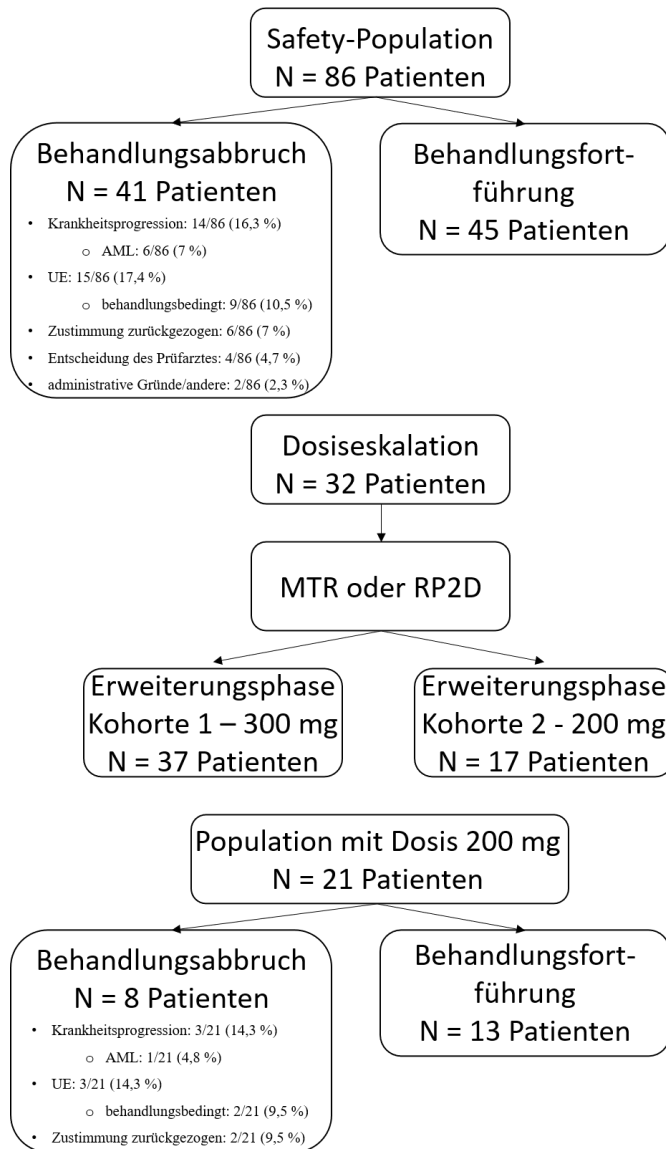 Safety-Population
N = 86 Patienten
Behandlungsabbruch
N = 41 Patienten
• Krankheitsprogression: 14/86 (16,3 %)
o AML: 6/86 (7 %)
• UE: 15/86 (17,4 %)
o behandlungsbedingt: 9/86 (10,5 %)
• Zustimmung zurückgezogen: 6/86 (7 %)
• Entscheidung des Prüfarztes: 4/86 (4,7 %)
• administrative Gründe/andere: 2/86 (2,3 %)
Behandlungsfort-
führung
N = 45 Patienten
Dosiseskalation
N = 32 Patienten
MTR oder RP2D
Erweiterungsphase
Kohorte 1 – 300 mg
N = 37 Patienten
Erweiterungsphase
Kohorte 2 - 200 mg
N = 17 Patienten
Population mit Dosis 200 mg
N = 21 Patienten
Behandlungsabbruch
N = 8 Patienten
• Krankheitsprogression: 3/21 (14,3 %)
o AML: 1/21 (4,8 %)
• UE: 3/21 (14,3 %)
o behandlungsbedingt: 2/21 (9,5 %)
• Zustimmung zurückgezogen: 2/21 (9,5 %)
Behandlungsfort-
führung
N = 13 Patienten